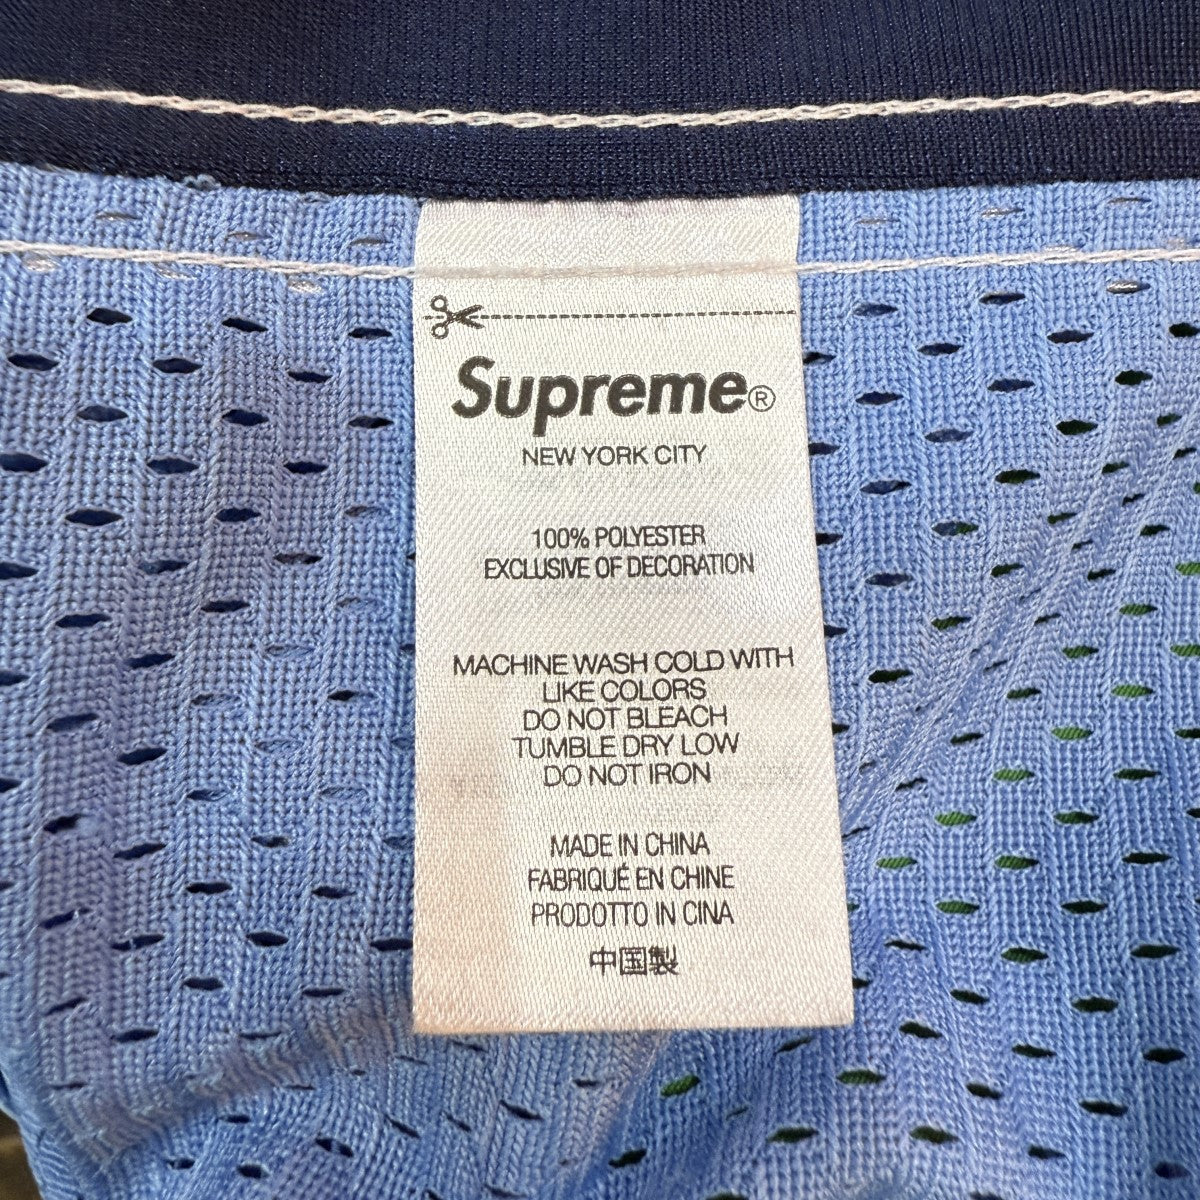 Supreme®
NEW YORK CITY
100% POLYESTER
EXCLUSIVE OF DECORATION
MACHINE WASH COLD WITH
LIKE COLORS
DO NOT BLEACH
TUMBLE DRY LOW
DO NOT IRON
MADE IN CHINA
FABRIQUÉ EN CHINE
PRODOTTO IN CINA
中国製